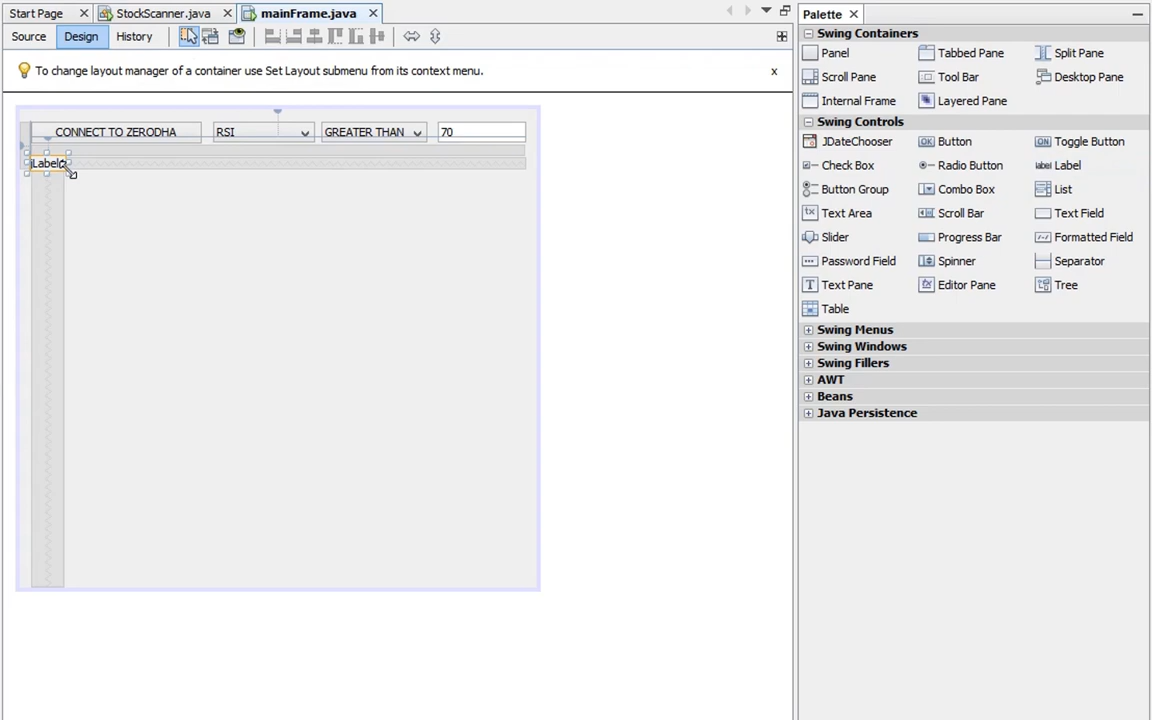 Start Page
StockScanner.java
mainFrame.java
Palette
Source Design History
Swing Containers
Panel Tabbed Pane Split Pane
To change layout manager of a container use Set Layout submenu from its context menu. x
Scroll Pane Tool Bar Desktop Pane
Internal Frame Layered Pane
Swing Controls
CONNECT TO ZERODHA RSI GREATER THAN 70
JDateChooser Button Toggle Button
Check Box Radio Button label Label
jLabel
Button Group Combo Box List
Text Area Scroll Bar Text Field
Slider Progress Bar Formatted Field
Password Field Spinner Separator
Text Pane Editor Pane Tree
Table
Swing Menus
Swing Windows
Swing Fillers
AWT
Beans
Java Persistence